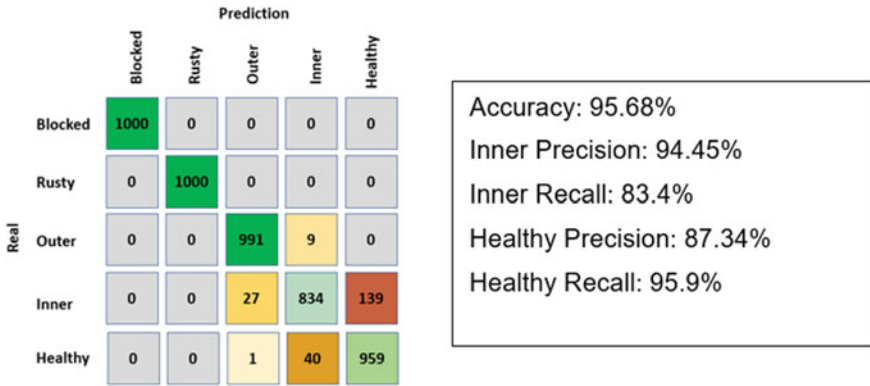 Prediction
Blocked Rusty Outer Inner Healthy
Real
Blocked 1000 0 0 0 0
Rusty 0 1000 0 0 0
Outer 0 0 991 9 0
Inner 0 0 27 834 139
Healthy 0 0 1 40 959
Accuracy: 95.68%
Inner Precision: 94.45%
Inner Recall: 83.4%
Healthy Precision: 87.34%
Healthy Recall: 95.9%